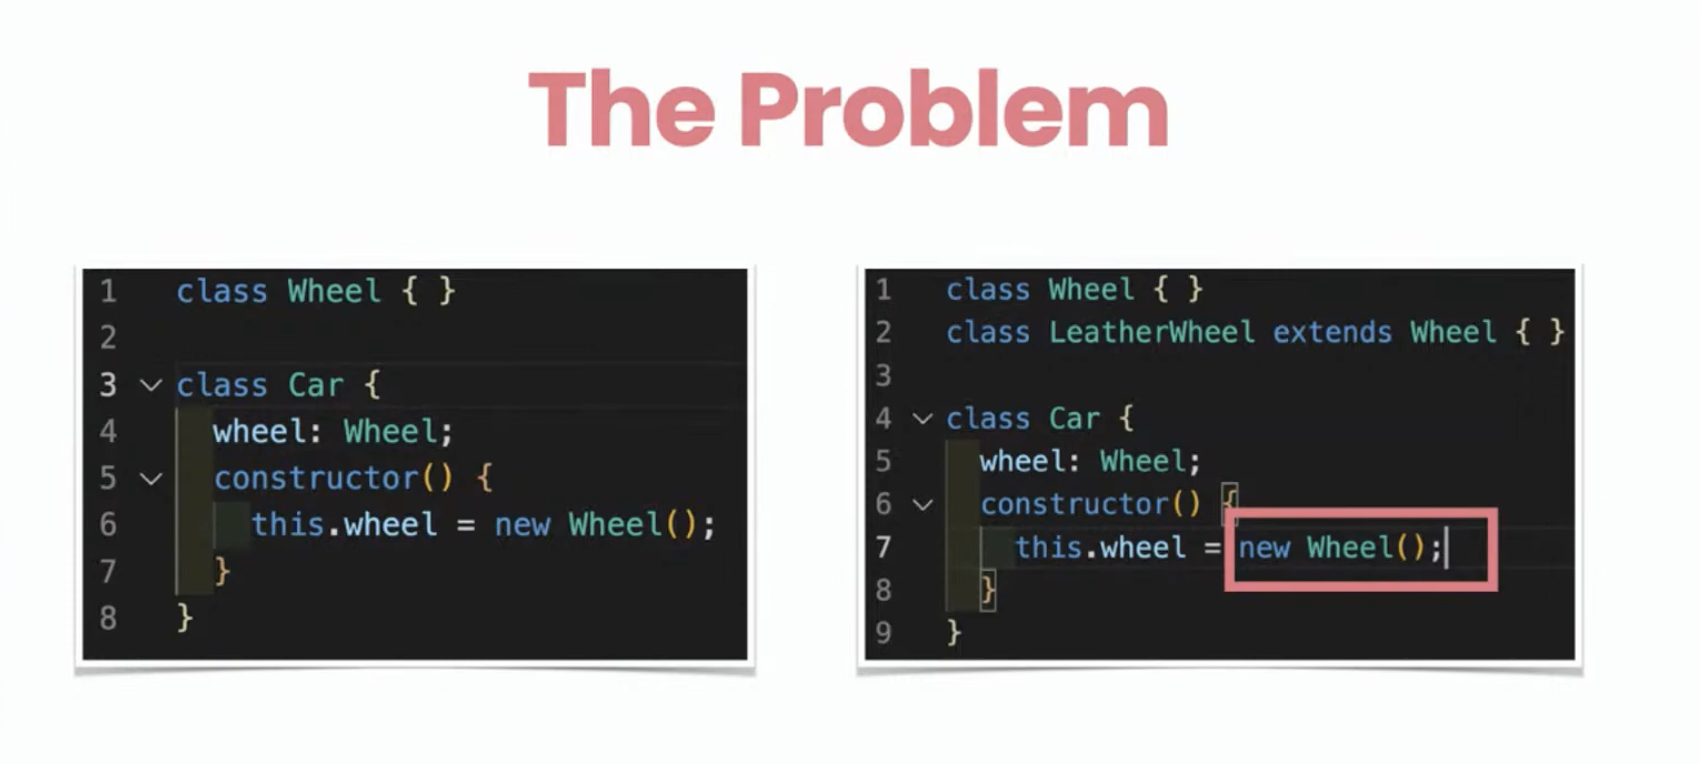 The Problem
1 class Wheel { }
2
3 class Car {
4 wheel: Wheel;
5 constructor() {
6 this.wheel = new Wheel();
7 }
8 }
1 class Wheel { }
2 class LeatherWheel extends Wheel { }
3
4 class Car {
5 wheel: Wheel;
6 constructor() {
7 this.wheel = new Wheel();
8 }
9 }